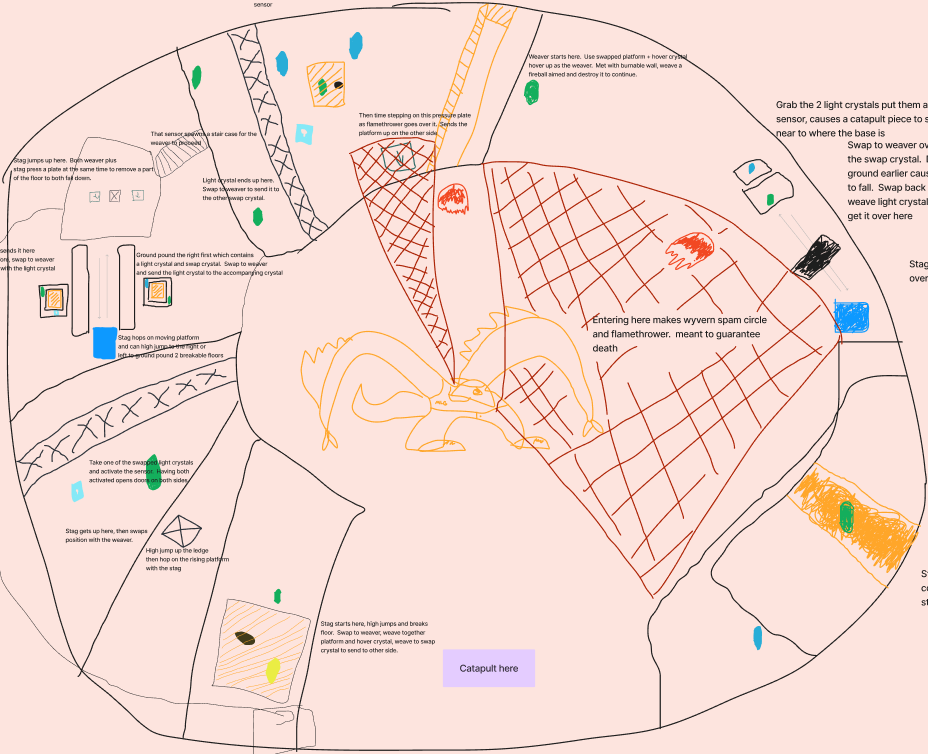 sensor
Weaver starts here.  Use swapped platform + hover crystal
hover up as the weaver.  Met with burnable wall, weave a
fireball aimed and destroy it to continue.
Grab the 2 light crystals put them a
sensor, causes a catapult piece to s
near to where the base is
Swap to weaver ov
the swap crystal.
ground earlier caus
to fall.  Swap back
weave light crystal
get it over here
Then time stepping on this pressure plate
as flamethrower goes over it.  Sends the
platform up on the other side
That sensor spawns a stair case for the
weaver to proceed
Stag jumps up here.  Both weaver plus
stag press a plate at the same time to remove a part
of the floor to both fall down.
Light crystal ends up here.
Swap to weaver to send it to
the other swap crystal.
sends it here
on, swap to weaver
with the light crystal
Ground pound the right first which contains
a light crystal and swap crystal.  Swap to weaver
and send the light crystal to the accompanying crystal
Stag
over
Entering here makes wyvern spam circle
and flamethrower.  meant to guarantee
death
Stag hops on moving platform
and can high jump to the right or
left to ground pound 2 breakable floors
Take one of the swapped light crystals
and activate the sensor.  Having both
activated opens doors on both sides
Stag gets up here, then swaps
position with the weaver.
High jump up the ledge
then hop on the rising platform
with the stag
Stag starts here, high jumps and breaks
floor.  Swap to weaver, weave together
platform and hover crystal, weave to swap
crystal to send to other side.
Catapult here